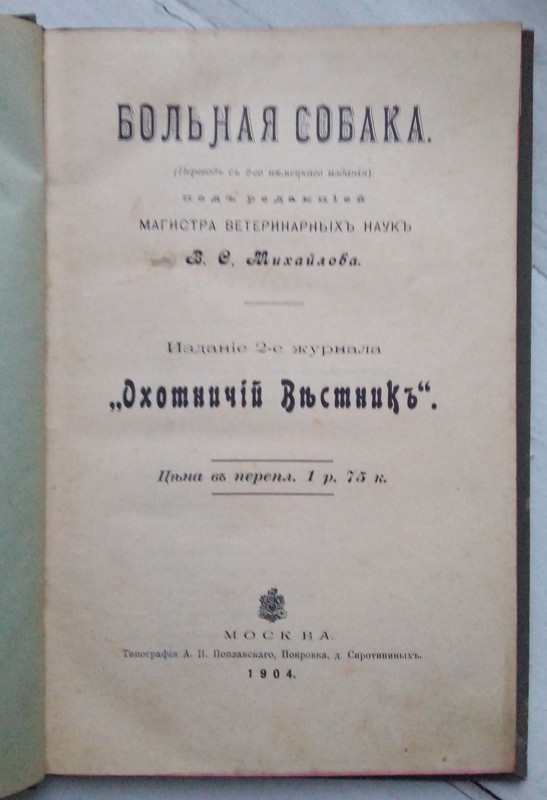 БОЛЬНАЯ СОБАКА.
(Переводъ съ 8-го нѣмецкаго изданія).
подъ редакціей
МАГИСТРА ВЕТЕРИНАРНЫХЪ НАУКЪ
В. С. Михайлова.
Изданіе 2-е журнала
„Охотничій Вѣстникъ“.
Цѣна въ перепл. 1 р. 75 к.
МОСКВА.
Типографія А. П. Поплавскаго, Покровка, д. Сиротининыхъ.
1904.